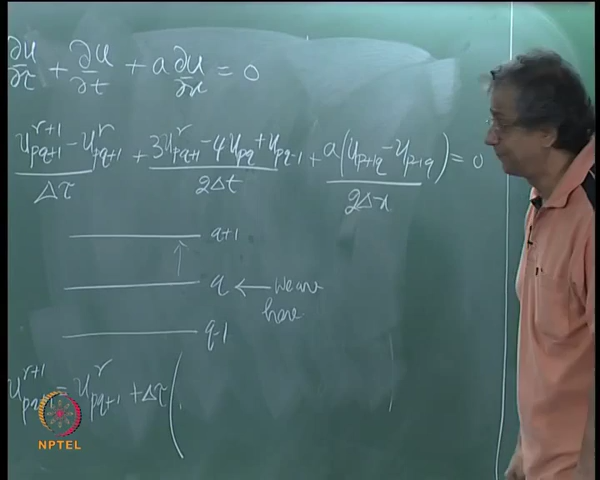 ∂u/∂τ + ∂u/∂t + a ∂u/∂x = 0
(u^{r+1}_{pq+1} - u^r_{pq+1})/Δτ + (3u^r_{pq+1} - 4u_{pq} + u_{pq-1})/2Δt + a(u_{p+1q} - u_{p-1q})/2Δx = 0
q+1
q ← We are
here
q-1
u^{r+1}_{pq+1} = u^r_{pq+1} + Δτ (
NPTEL